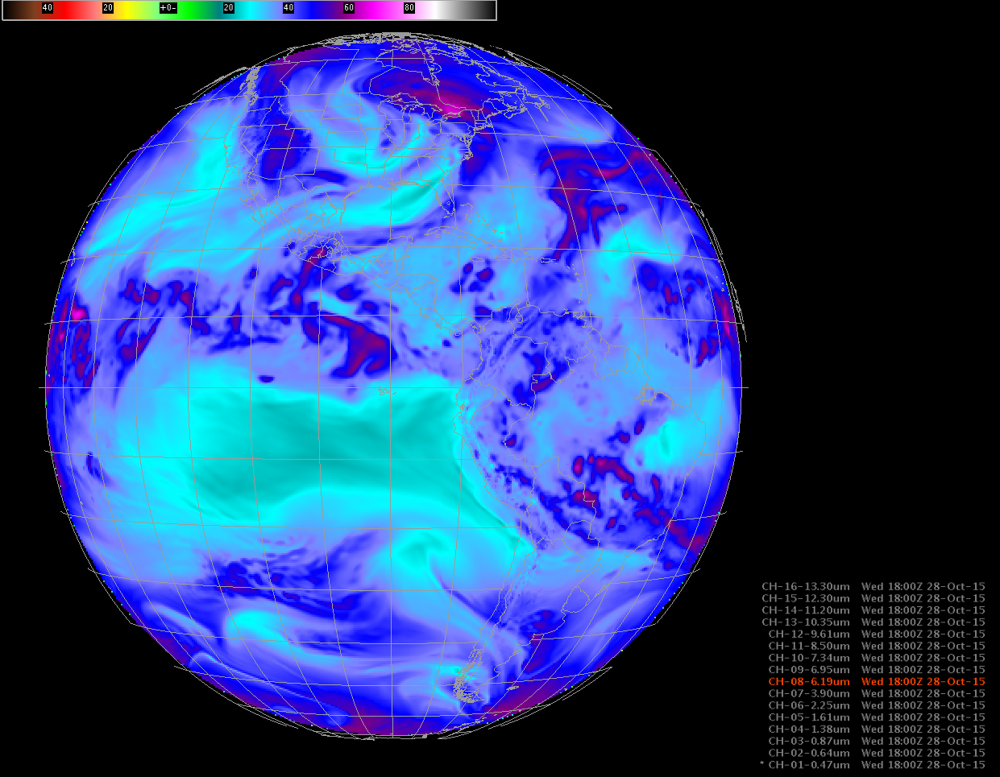 40 20 +0- 20 40 60 80
CH-16-13.30um Wed 18:00Z 28-Oct-15
CH-15-12.30um Wed 18:00Z 28-Oct-15
CH-14-11.20um Wed 18:00Z 28-Oct-15
CH-13-10.35um Wed 18:00Z 28-Oct-15
CH-12-9.61um Wed 18:00Z 28-Oct-15
CH-11-8.50um Wed 18:00Z 28-Oct-15
CH-10-7.34um Wed 18:00Z 28-Oct-15
CH-09-6.95um Wed 18:00Z 28-Oct-15
CH-08-6.19um Wed 18:00Z 28-Oct-15
CH-07-3.90um Wed 18:00Z 28-Oct-15
CH-06-2.25um Wed 18:00Z 28-Oct-15
CH-05-1.61um Wed 18:00Z 28-Oct-15
CH-04-1.38um Wed 18:00Z 28-Oct-15
CH-03-0.87um Wed 18:00Z 28-Oct-15
CH-02-0.64um Wed 18:00Z 28-Oct-15
* CH-01-0.47um Wed 18:00Z 28-Oct-15